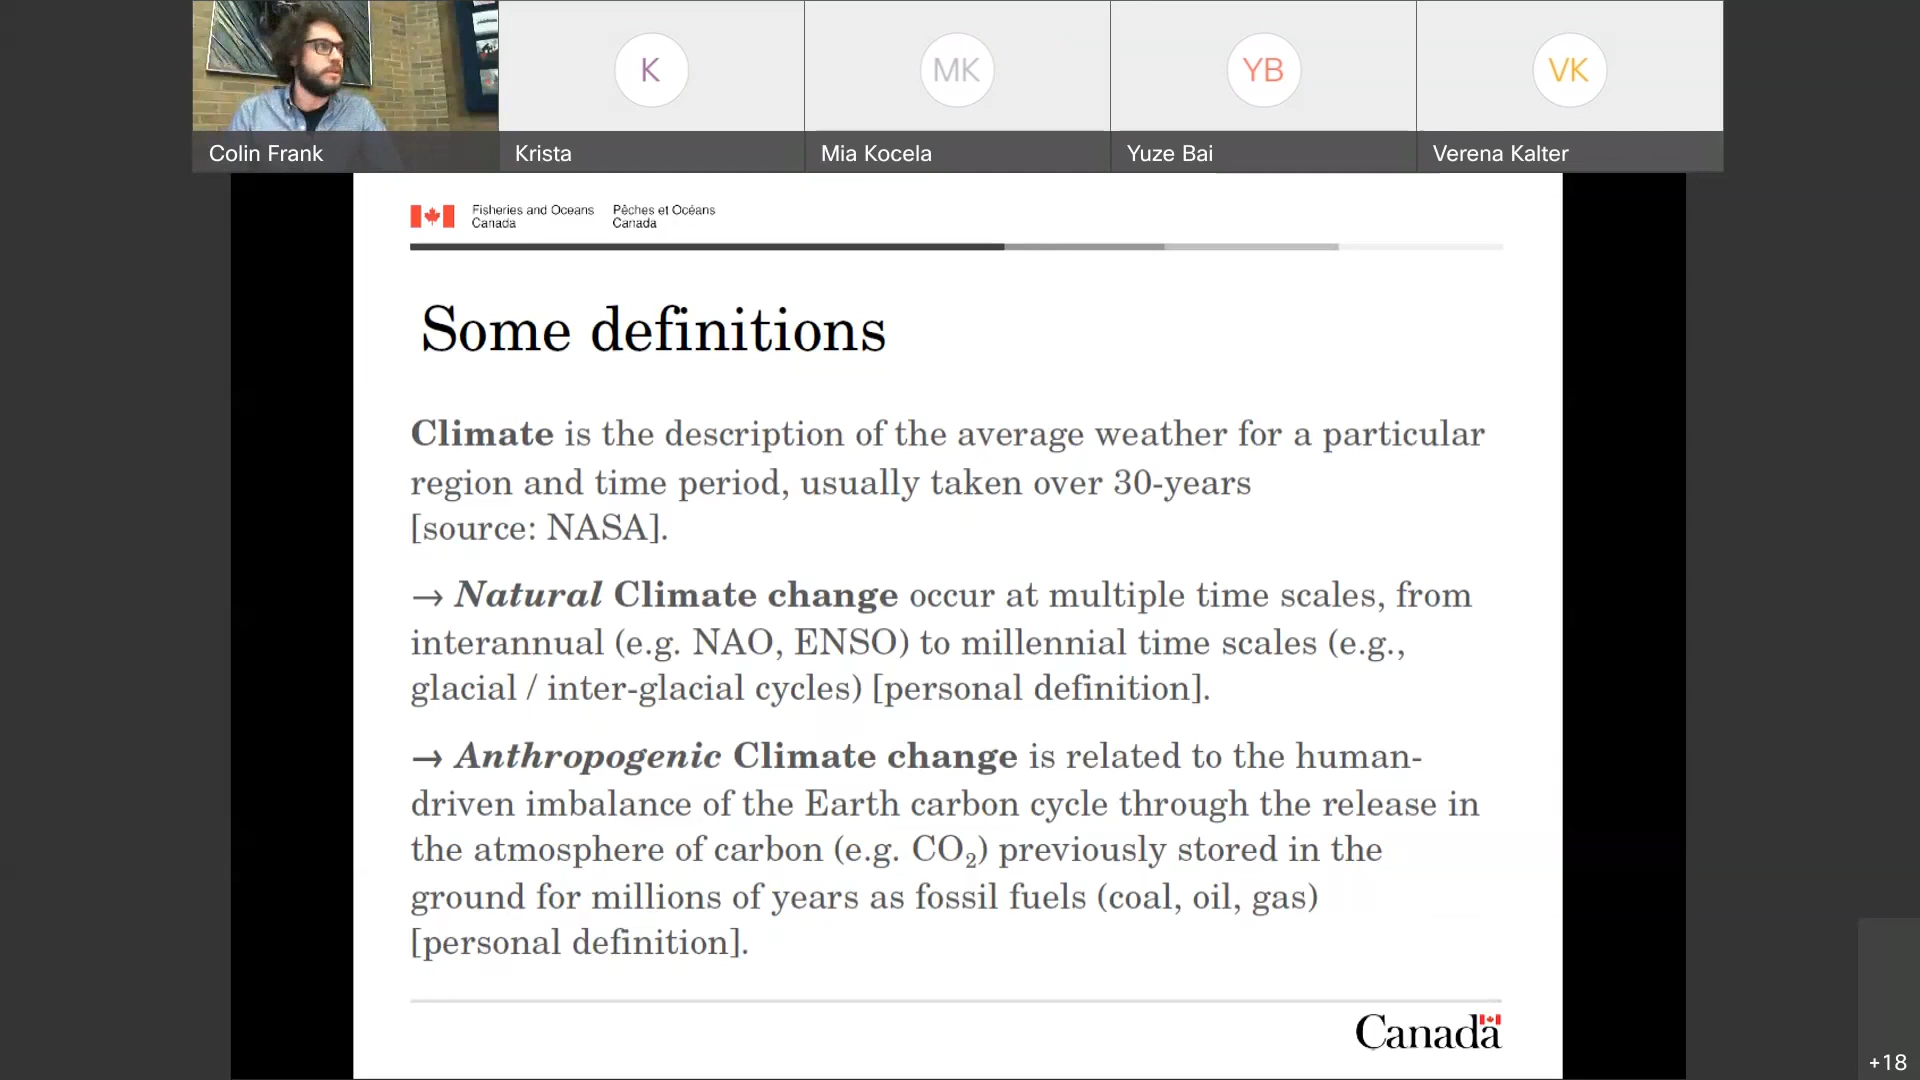 K
MK
YB
VK
Colin Frank
Krista
Mia Kocela
Yuze Bai
Verena Kalter
Fisheries and Oceans
Canada
Pêches et Océans
Canada
Some definitions
Climate is the description of the average weather for a particular
region and time period, usually taken over 30-years
[source: NASA].
→ Natural Climate change occur at multiple time scales, from
interannual (e.g. NAO, ENSO) to millennial time scales (e.g.,
glacial / inter-glacial cycles) [personal definition].
→ Anthropogenic Climate change is related to the human-
driven imbalance of the Earth carbon cycle through the release in
the atmosphere of carbon (e.g. CO₂) previously stored in the
ground for millions of years as fossil fuels (coal, oil, gas)
[personal definition].
Canada
+18